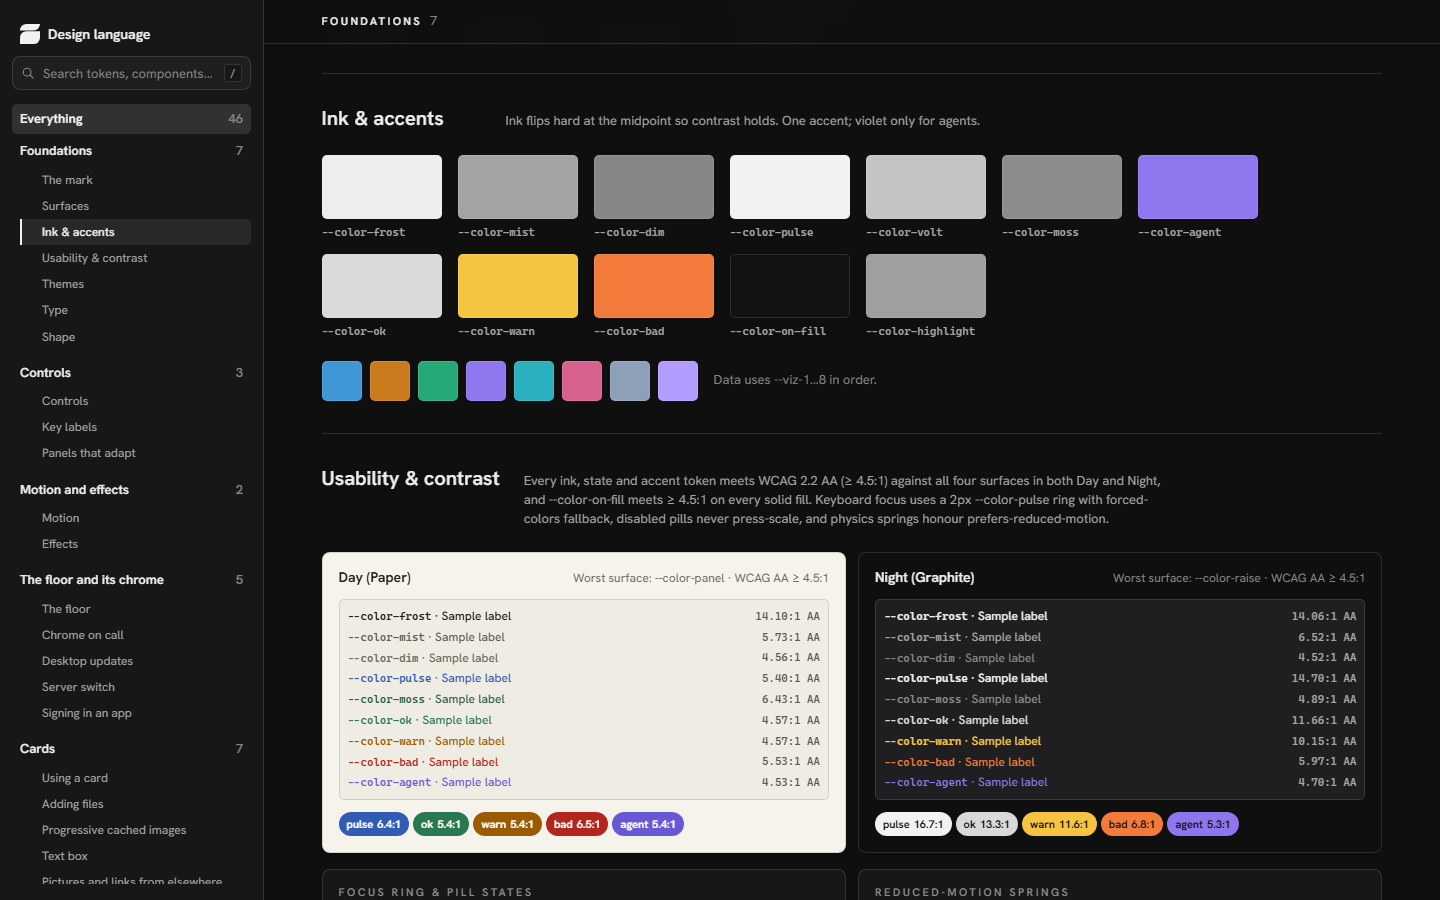 Design language
Search tokens, components... /
Everything 46
Foundations 7
The mark
Surfaces
Ink & accents
Usability & contrast
Themes
Type
Shape
Controls 3
Controls
Key labels
Panels that adapt
Motion and effects 2
Motion
Effects
The floor and its chrome 5
The floor
Chrome on call
Desktop updates
Server switch
Signing in an app
Cards 7
Using a card
Adding files
Progressive cached images
Text box
Pictures and links from elsewhere
FOUNDATIONS 7
Ink & accents
Ink flips hard at the midpoint so contrast holds. One accent; violet only for agents.
--color-frost
--color-mist
--color-dim
--color-pulse
--color-volt
--color-moss
--color-agent
--color-ok
--color-warn
--color-bad
--color-on-fill
--color-highlight
Data uses --viz-1…8 in order.
Usability & contrast
Every ink, state and accent token meets WCAG 2.2 AA (≥ 4.5:1) against all four surfaces in both Day and Night,
and --color-on-fill meets ≥ 4.5:1 on every solid fill. Keyboard focus uses a 2px --color-pulse ring with forced-
colors fallback, disabled pills never press-scale, and physics springs honour prefers-reduced-motion.
Day (Paper)
Worst surface: --color-panel · WCAG AA ≥ 4.5:1
--color-frost · Sample label 14.10:1 AA
--color-mist · Sample label 5.73:1 AA
--color-dim · Sample label 4.56:1 AA
--color-pulse · Sample label 5.40:1 AA
--color-moss · Sample label 6.43:1 AA
--color-ok · Sample label 4.57:1 AA
--color-warn · Sample label 4.57:1 AA
--color-bad · Sample label 5.53:1 AA
--color-agent · Sample label 4.53:1 AA
pulse 6.4:1 ok 5.4:1 warn 5.4:1 bad 6.5:1 agent 5.4:1
Night (Graphite)
Worst surface: --color-raise · WCAG AA ≥ 4.5:1
--color-frost · Sample label 14.06:1 AA
--color-mist · Sample label 6.52:1 AA
--color-dim · Sample label 4.52:1 AA
--color-pulse · Sample label 14.70:1 AA
--color-moss · Sample label 4.89:1 AA
--color-ok · Sample label 11.66:1 AA
--color-warn · Sample label 10.15:1 AA
--color-bad · Sample label 5.97:1 AA
--color-agent · Sample label 4.70:1 AA
pulse 16.7:1 ok 13.3:1 warn 11.6:1 bad 6.8:1 agent 5.3:1
FOCUS RING & PILL STATES
REDUCED-MOTION SPRINGS